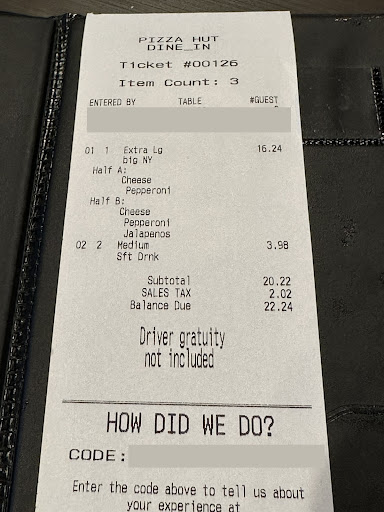 PIZZA HUT
DINE_IN
Ticket #00126
Item Count: 3
ENTERED BY TABLE #GUEST
01 1 Extra Lg 16.24
big NY
Half A:
Cheese
Pepperoni
Half B:
Cheese
Pepperoni
Jalapenos
02 2 Medium 3.98
Sft Drnk
Subtotal 20.22
SALES TAX 2.02
Balance Due 22.24
Driver gratuity
not included
HOW DID WE DO?
CODE:
Enter the code above to tell us about
your experience at